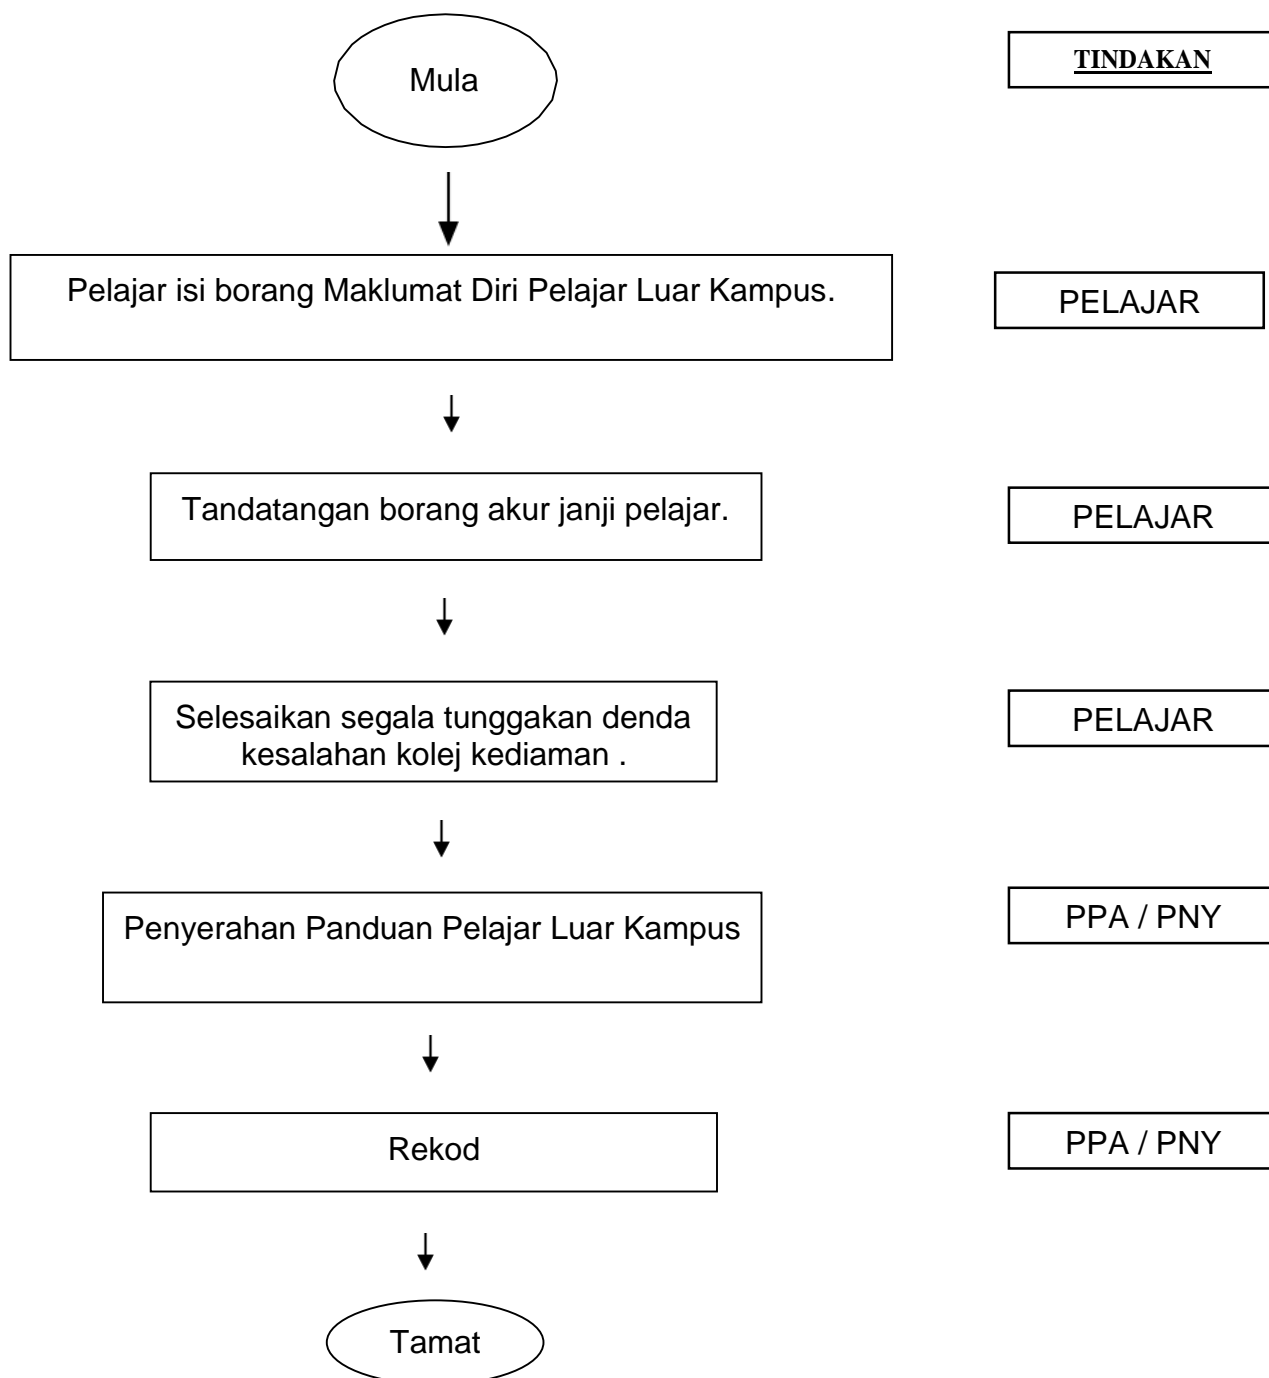 Mula
TINDAKAN
Pelajar isi borang Maklumat Diri Pelajar Luar Kampus.
PELAJAR
Tandatangan borang akur janji pelajar.
PELAJAR
Selesaikan segala tunggakan denda
kesalahan kolej kediaman .
PELAJAR
Penyerahan Panduan Pelajar Luar Kampus
PPA / PNY
Rekod
PPA / PNY
Tamat